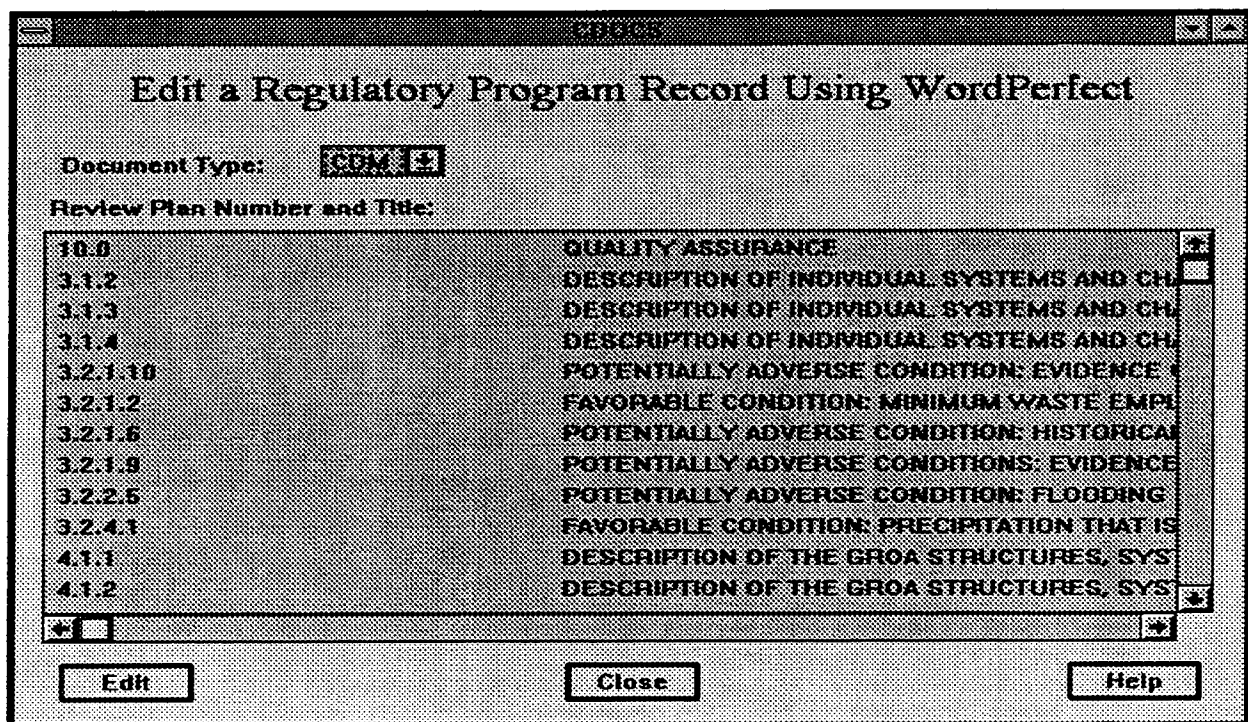 CDOCS
Edit a Regulatory Program Record Using WordPerfect
Document Type: CDM
Review Plan Number and Title:
10.0 QUALITY ASSURANCE
3.1.2 DESCRIPTION OF INDIVIDUAL SYSTEMS AND CHA
3.1.3 DESCRIPTION OF INDIVIDUAL SYSTEMS AND CHA
3.1.4 DESCRIPTION OF INDIVIDUAL SYSTEMS AND CHA
3.2.1.10 POTENTIALLY ADVERSE CONDITION: EVIDENCE
3.2.1.2 FAVORABLE CONDITION: MINIMUM WASTE EMPL
3.2.1.6 POTENTIALLY ADVERSE CONDITION: HISTORICAL
3.2.1.9 POTENTIALLY ADVERSE CONDITIONS: EVIDENCE
3.2.2.5 POTENTIALLY ADVERSE CONDITION: FLOODING
3.2.4.1 FAVORABLE CONDITION: PRECIPITATION THAT IS
4.1.1 DESCRIPTION OF THE GROA STRUCTURES, SYST
4.1.2 DESCRIPTION OF THE GROA STRUCTURES, SYST
Edit Close Help